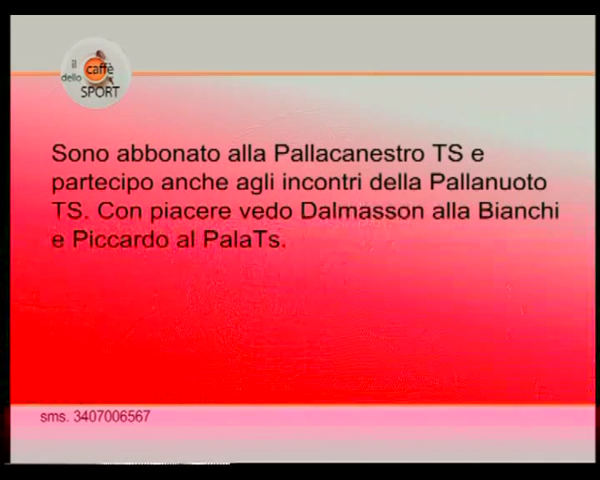 il
caffè
dello
SPORT
Sono abbonato alla Pallacanestro TS e
partecipo anche agli incontri della Pallanuoto
TS. Con piacere vedo Dalmasson alla Bianchi
e Piccardo al PalaTs.
sms. 3407006567